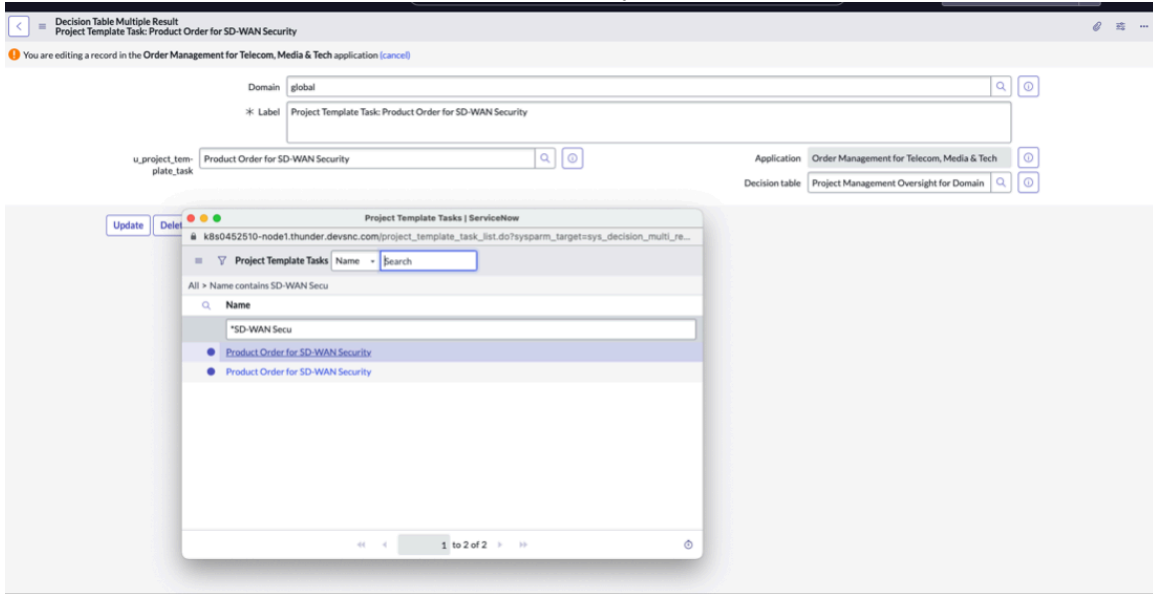 Decision Table Multiple Result
Project Template Task: Product Order for SD-WAN Security
You are editing a record in the Order Management for Telecom, Media & Tech application (cancel)
Domain global
* Label Project Template Task: Product Order for SD-WAN Security
u_project_tem-
plate_task
Product Order for SD-WAN Security
Application Order Management for Telecom, Media & Tech
Decision table Project Management Oversight for Domain
Update Delet
Project Template Tasks | ServiceNow
k8s0452510-node1.thunder.devsnc.com/project_template_task_list.do?sysparm_target=sys_decision_multi_re...
Project Template Tasks Name Search
All > Name contains SD-WAN Secu
Name
*SD-WAN Secu
Product Order for SD-WAN Security
Product Order for SD-WAN Security
1 to 2 of 2